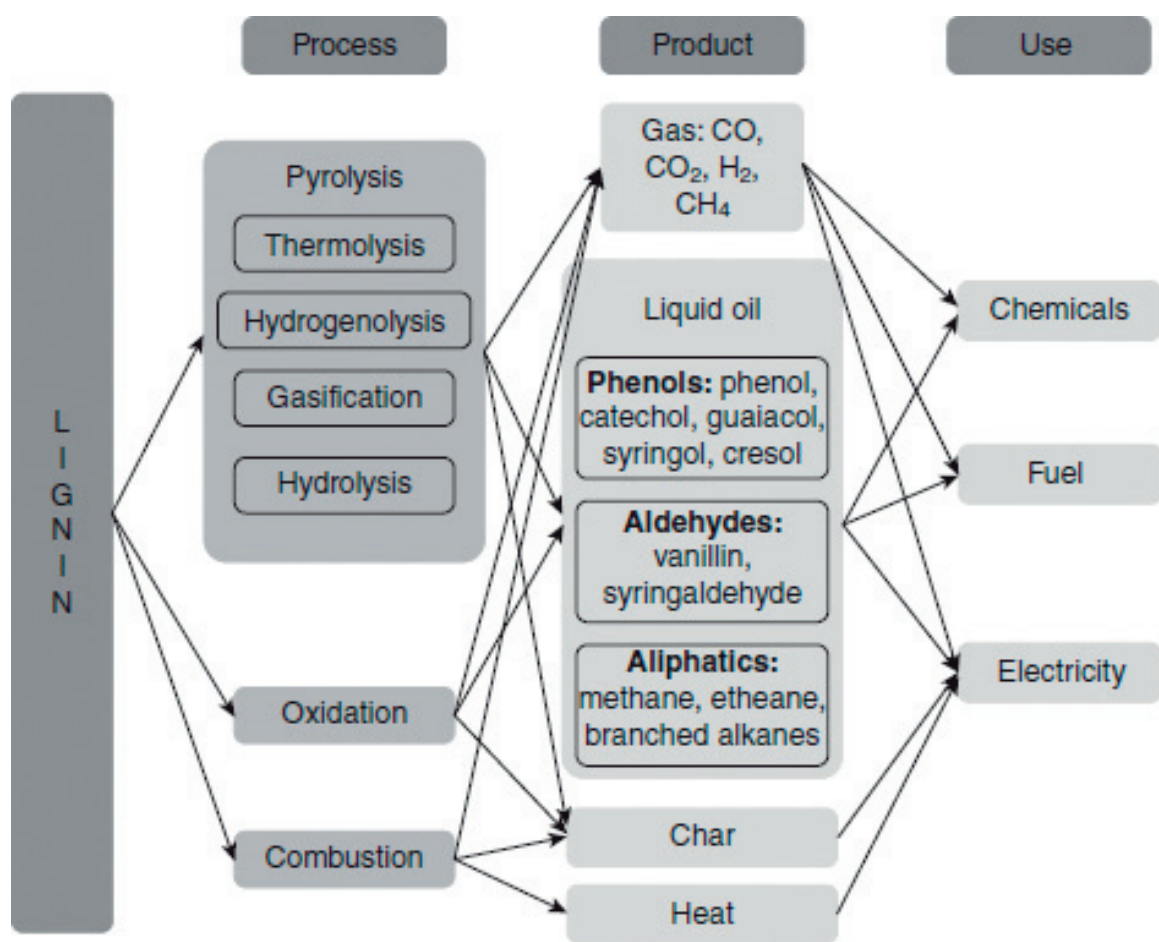 Process
Product
Use
LIGNIN
Pyrolysis
Thermolysis
Hydrogenolysis
Gasification
Hydrolysis
Oxidation
Combustion
Gas: CO,
CO₂, H₂,
CH₄
Liquid oil
Phenols: phenol,
catechol, guaiacol,
syringol, cresol
Aldehydes:
vanillin,
syringaldehyde
Aliphatics:
methane, etheane,
branched alkanes
Char
Heat
Chemicals
Fuel
Electricity